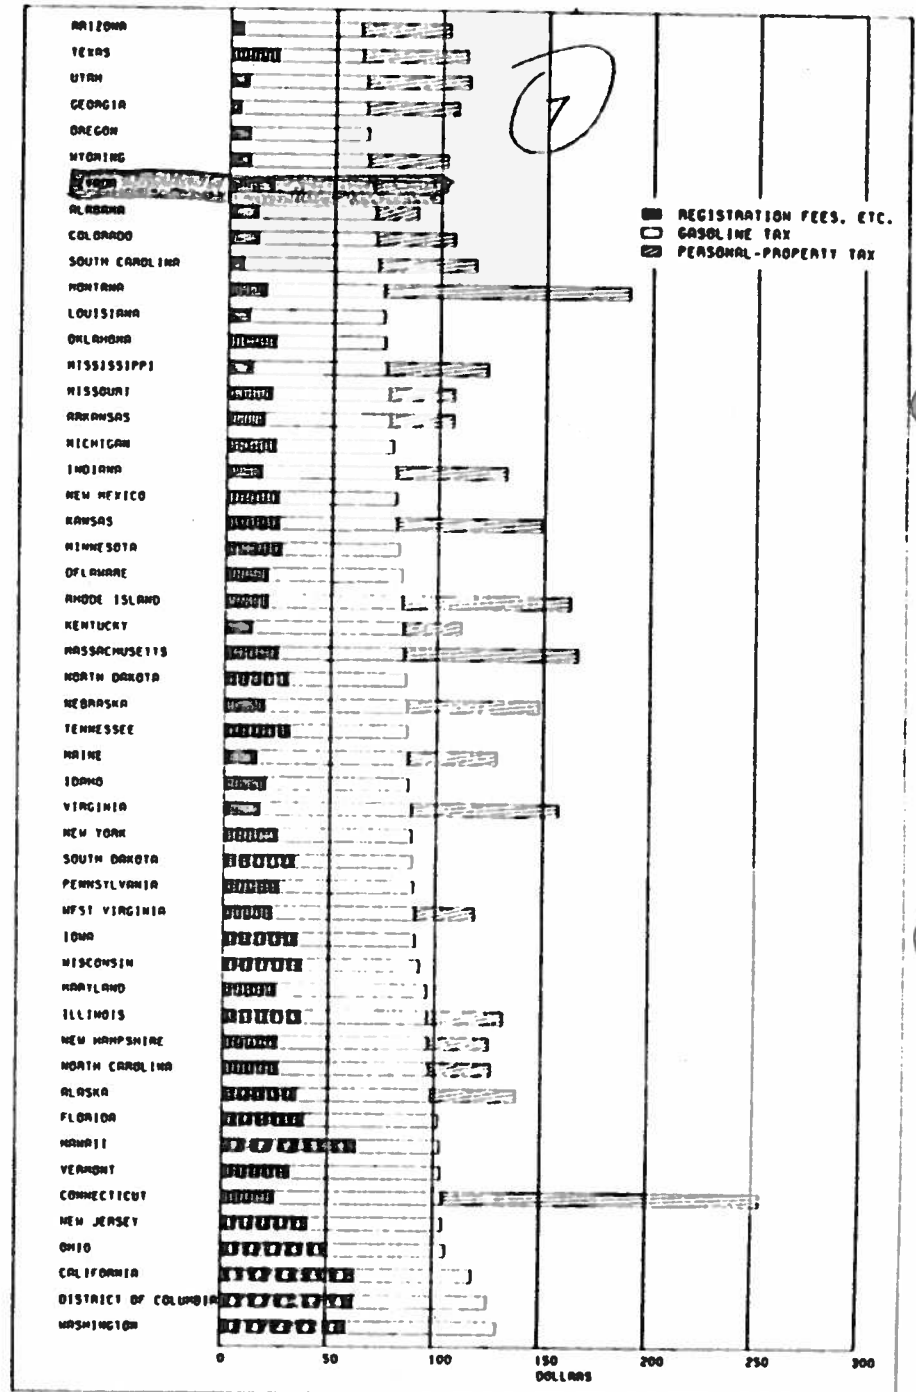 ARIZONA
TEXAS
UTAH
GEORGIA
OREGON
WYOMING
ALABAMA
COLORADO
SOUTH CAROLINA
MONTANA
LOUISIANA
OKLAHOMA
MISSISSIPPI
MISSOURI
ARKANSAS
MICHIGAN
INDIANA
NEW MEXICO
KANSAS
MINNESOTA
DELAWARE
RHODE ISLAND
KENTUCKY
MASSACHUSETTS
NORTH DAKOTA
NEBRASKA
TENNESSEE
MAINE
IDAHO
VIRGINIA
NEW YORK
SOUTH DAKOTA
PENNSYLVANIA
WEST VIRGINIA
IOWA
WISCONSIN
MARYLAND
ILLINOIS
NEW HAMPSHIRE
NORTH CAROLINA
ALASKA
FLORIDA
HAWAII
VERMONT
CONNECTICUT
NEW JERSEY
OHIO
CALIFORNIA
DISTRICT OF COLUMBIA
WASHINGTON
7
REGISTRATION FEES, ETC.
GASOLINE TAX
PERSONAL-PROPERTY TAX
0 50 100 150 200 250 300
DOLLARS